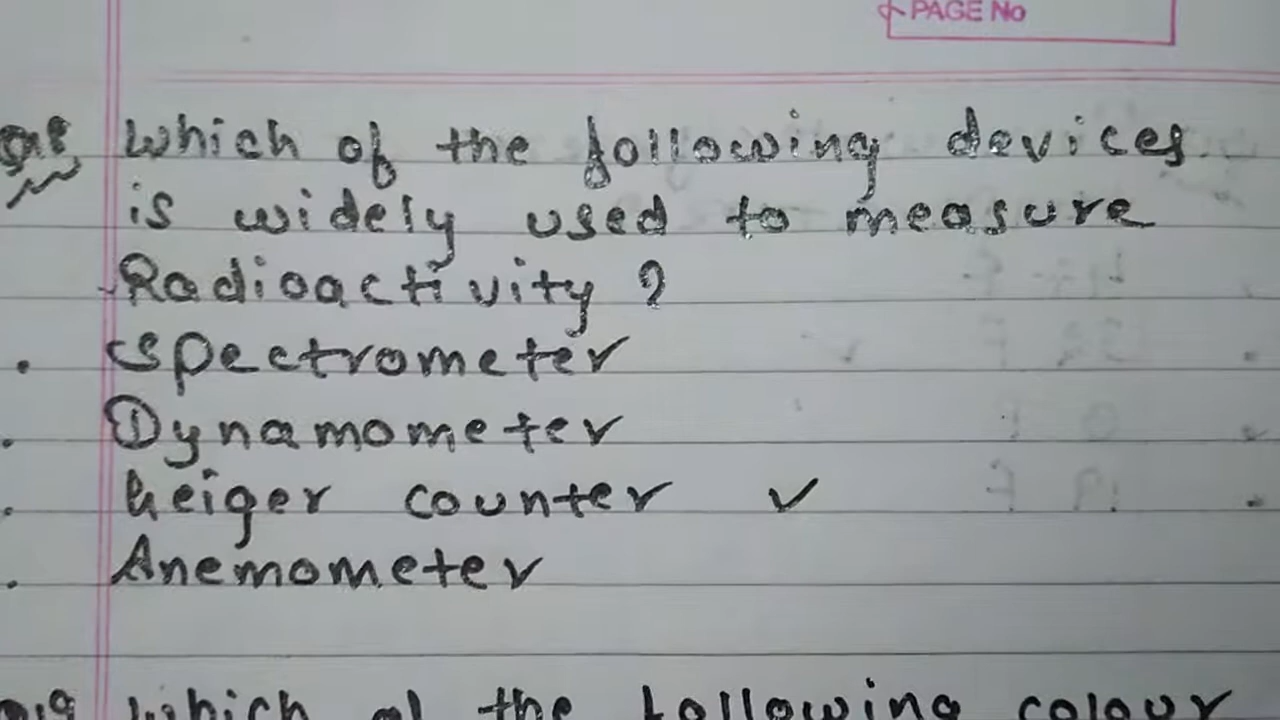 PAGE No
Which of the following devices
is widely used to measure
Radioactivity ?
. Spectrometer
. Dynamometer
. Geiger counter ✓
. Anemometer
which of the following colour